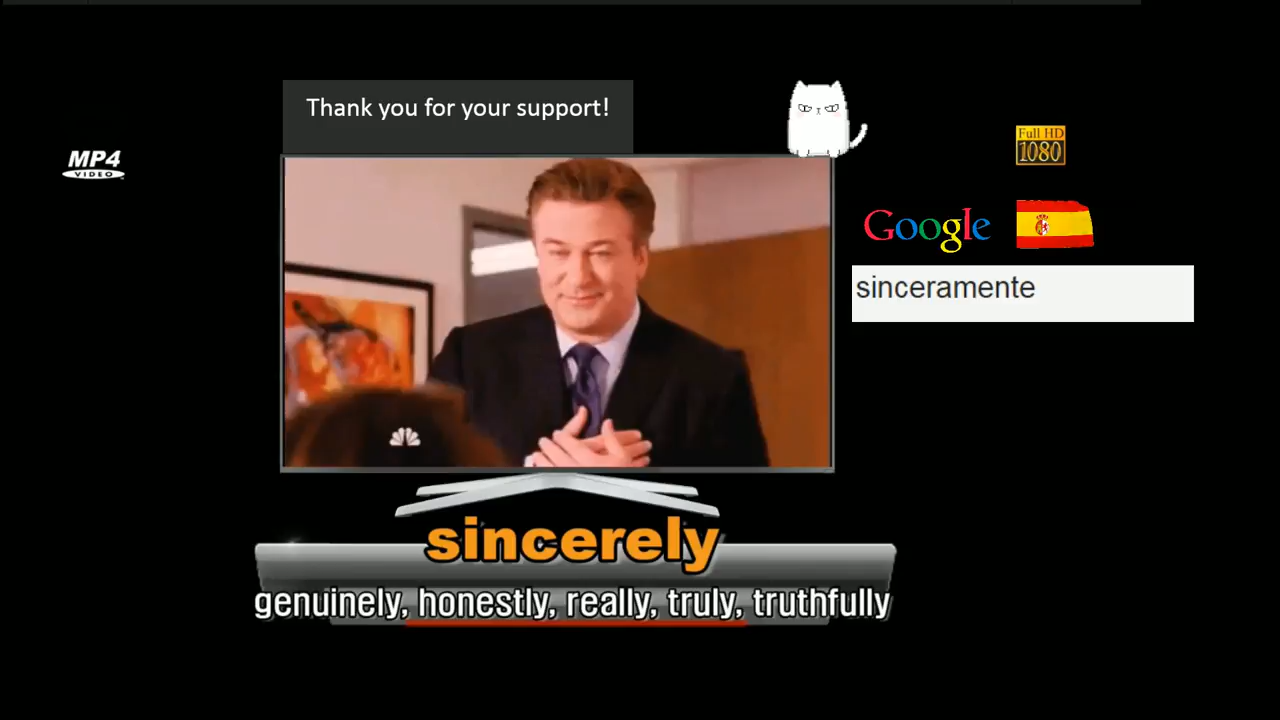 Thank you for your support!
MP4
VIDEO
Full HD
1080
Google
sinceramente
sincerely
genuinely, honestly, really, truly, truthfully